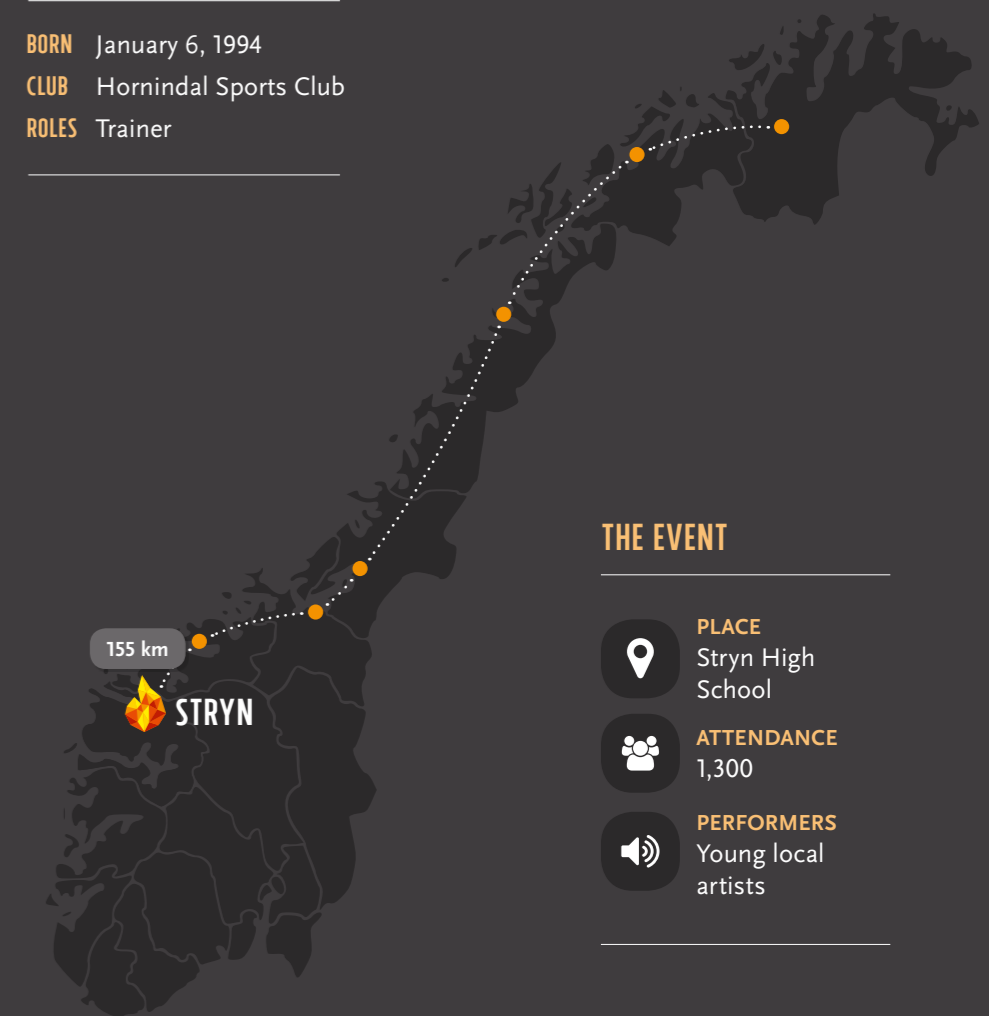 BORN January 6, 1994
CLUB Hornindal Sports Club
ROLES Trainer
155 km
STRYN
THE EVENT
PLACE
Stryn High
School
ATTENDANCE
1,300
PERFORMERS
Young local
artists